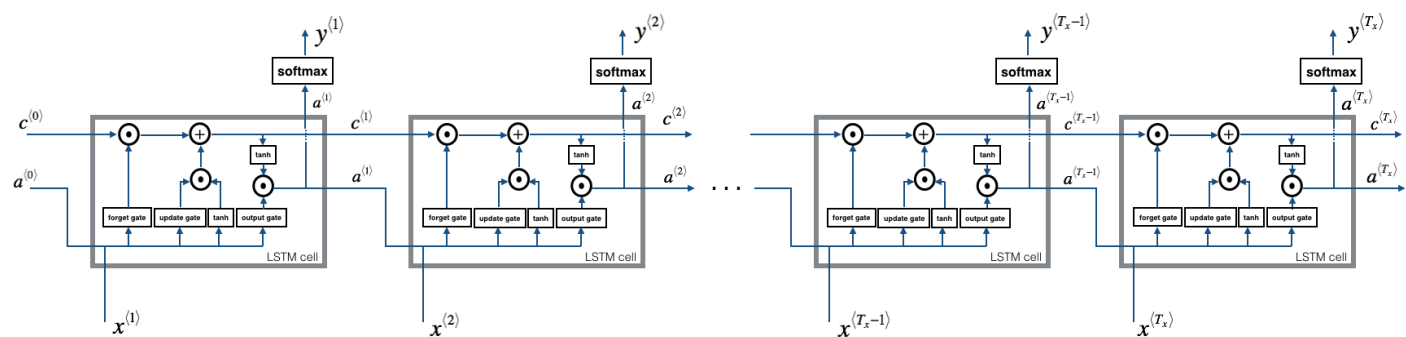 y⟨1⟩ y⟨2⟩ y⟨Tx−1⟩ y⟨Tx⟩
softmax softmax softmax softmax
a⟨1⟩ a⟨2⟩ a⟨Tx−1⟩ a⟨Tx⟩
c⟨0⟩ c⟨1⟩ c⟨2⟩ c⟨Tx−1⟩ c⟨Tx⟩
+ + + +
tanh tanh tanh tanh
a⟨0⟩ a⟨1⟩ a⟨2⟩ · · · a⟨Tx−1⟩ a⟨Tx⟩
forget gate update gate tanh output gate forget gate update gate tanh output gate forget gate update gate tanh output gate forget gate update gate tanh output gate
LSTM cell LSTM cell LSTM cell LSTM cell
x⟨1⟩ x⟨2⟩ x⟨Tx−1⟩ x⟨Tx⟩